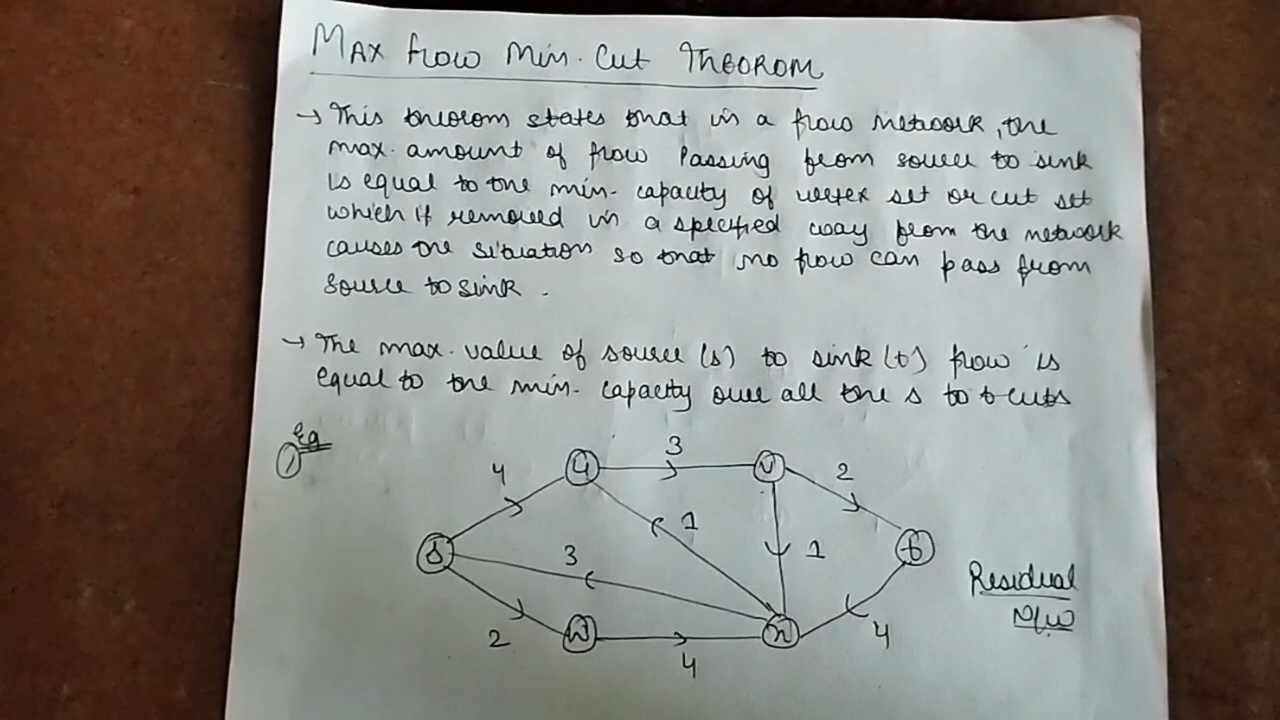 MAX flow Min. Cut THEOROM
→ This theorom states that in a flow network, the
max. amount of flow Passing from source to sink
is equal to the min. capacity of vertex set or cut set
which if removed in a specified way from the network
causes the situation so that no flow can pass from
source to sink.
→ The max. value of source (s) to sink (t) flow is
equal to the min. capacity over all the s to t cuts
Eg
1)
4 u 3 v 2
1
s 3 1 t
2 w 4 x 4
Residual
N/w